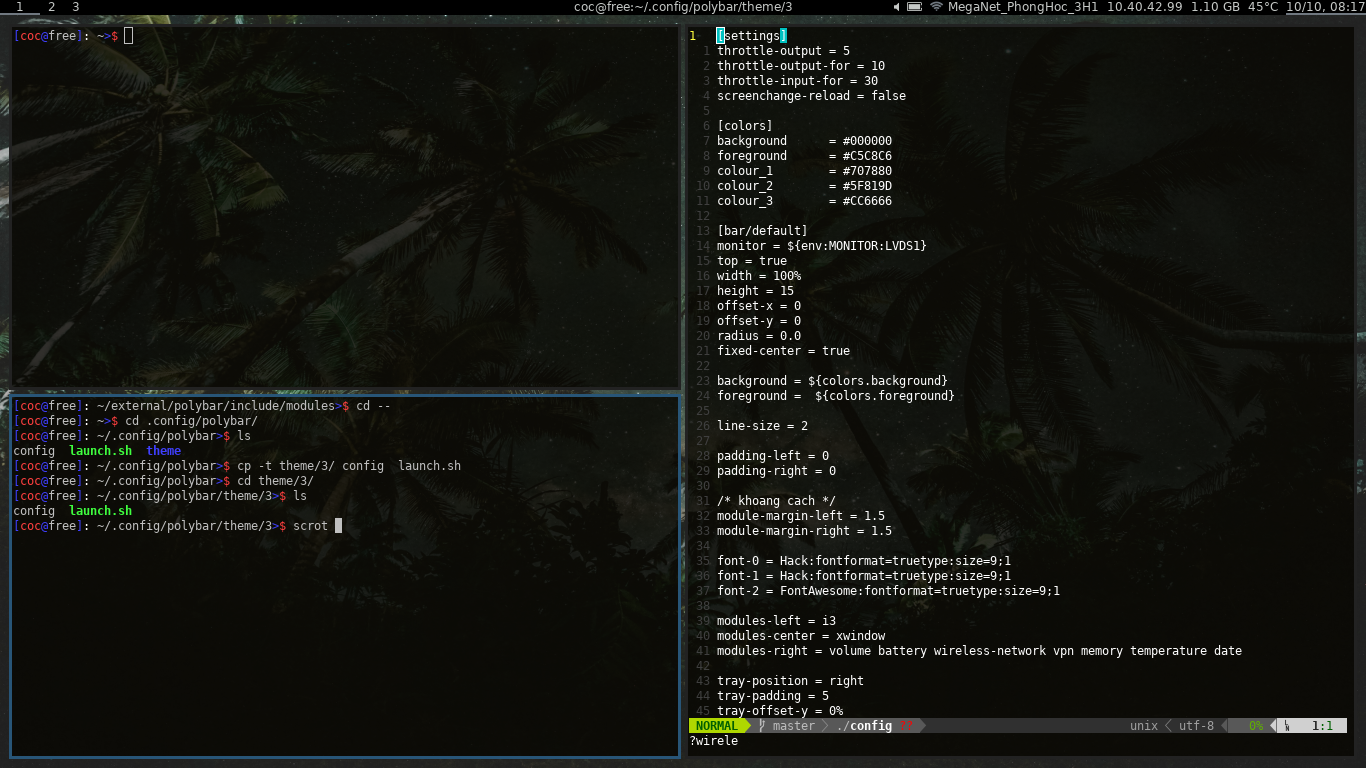 1 2 3 coc@free:~/.config/polybar/theme/3 MegaNet_PhongHoc_3H1 10.40.42.99 1.10 GB 45°C 10/10, 08:17
[coc@free]: ~>$
[coc@free]: ~/external/polybar/include/modules>$ cd --
[coc@free]: ~>$ cd .config/polybar/
[coc@free]: ~/.config/polybar>$ ls
config launch.sh theme
[coc@free]: ~/.config/polybar>$ cp -t theme/3/ config launch.sh
[coc@free]: ~/.config/polybar>$ cd theme/3/
[coc@free]: ~/.config/polybar/theme/3>$ ls
config launch.sh
[coc@free]: ~/.config/polybar/theme/3>$ scrot
1 [settings]
1 throttle-output = 5
2 throttle-output-for = 10
3 throttle-input-for = 30
4 screenchange-reload = false
5
6 [colors]
7 background = #000000
8 foreground = #C5C8C6
9 colour_1 = #707880
10 colour_2 = #5F819D
11 colour_3 = #CC6666
12
13 [bar/default]
14 monitor = ${env:MONITOR:LVDS1}
15 top = true
16 width = 100%
17 height = 15
18 offset-x = 0
19 offset-y = 0
20 radius = 0.0
21 fixed-center = true
22
23 background = ${colors.background}
24 foreground =  ${colors.foreground}
25
26 line-size = 2
27
28 padding-left = 0
29 padding-right = 0
30
31 /* khoang cach */
32 module-margin-left = 1.5
33 module-margin-right = 1.5
34
35 font-0 = Hack:fontformat=truetype:size=9;1
36 font-1 = Hack:fontformat=truetype:size=9;1
37 font-2 = FontAwesome:fontformat=truetype:size=9;1
38
39 modules-left = i3
40 modules-center = xwindow
41 modules-right = volume battery wireless-network vpn memory temperature date
42
43 tray-position = right
44 tray-padding = 5
45 tray-offset-y = 0%
NORMAL master ./config unix utf-8 0% 1:1
?wirele